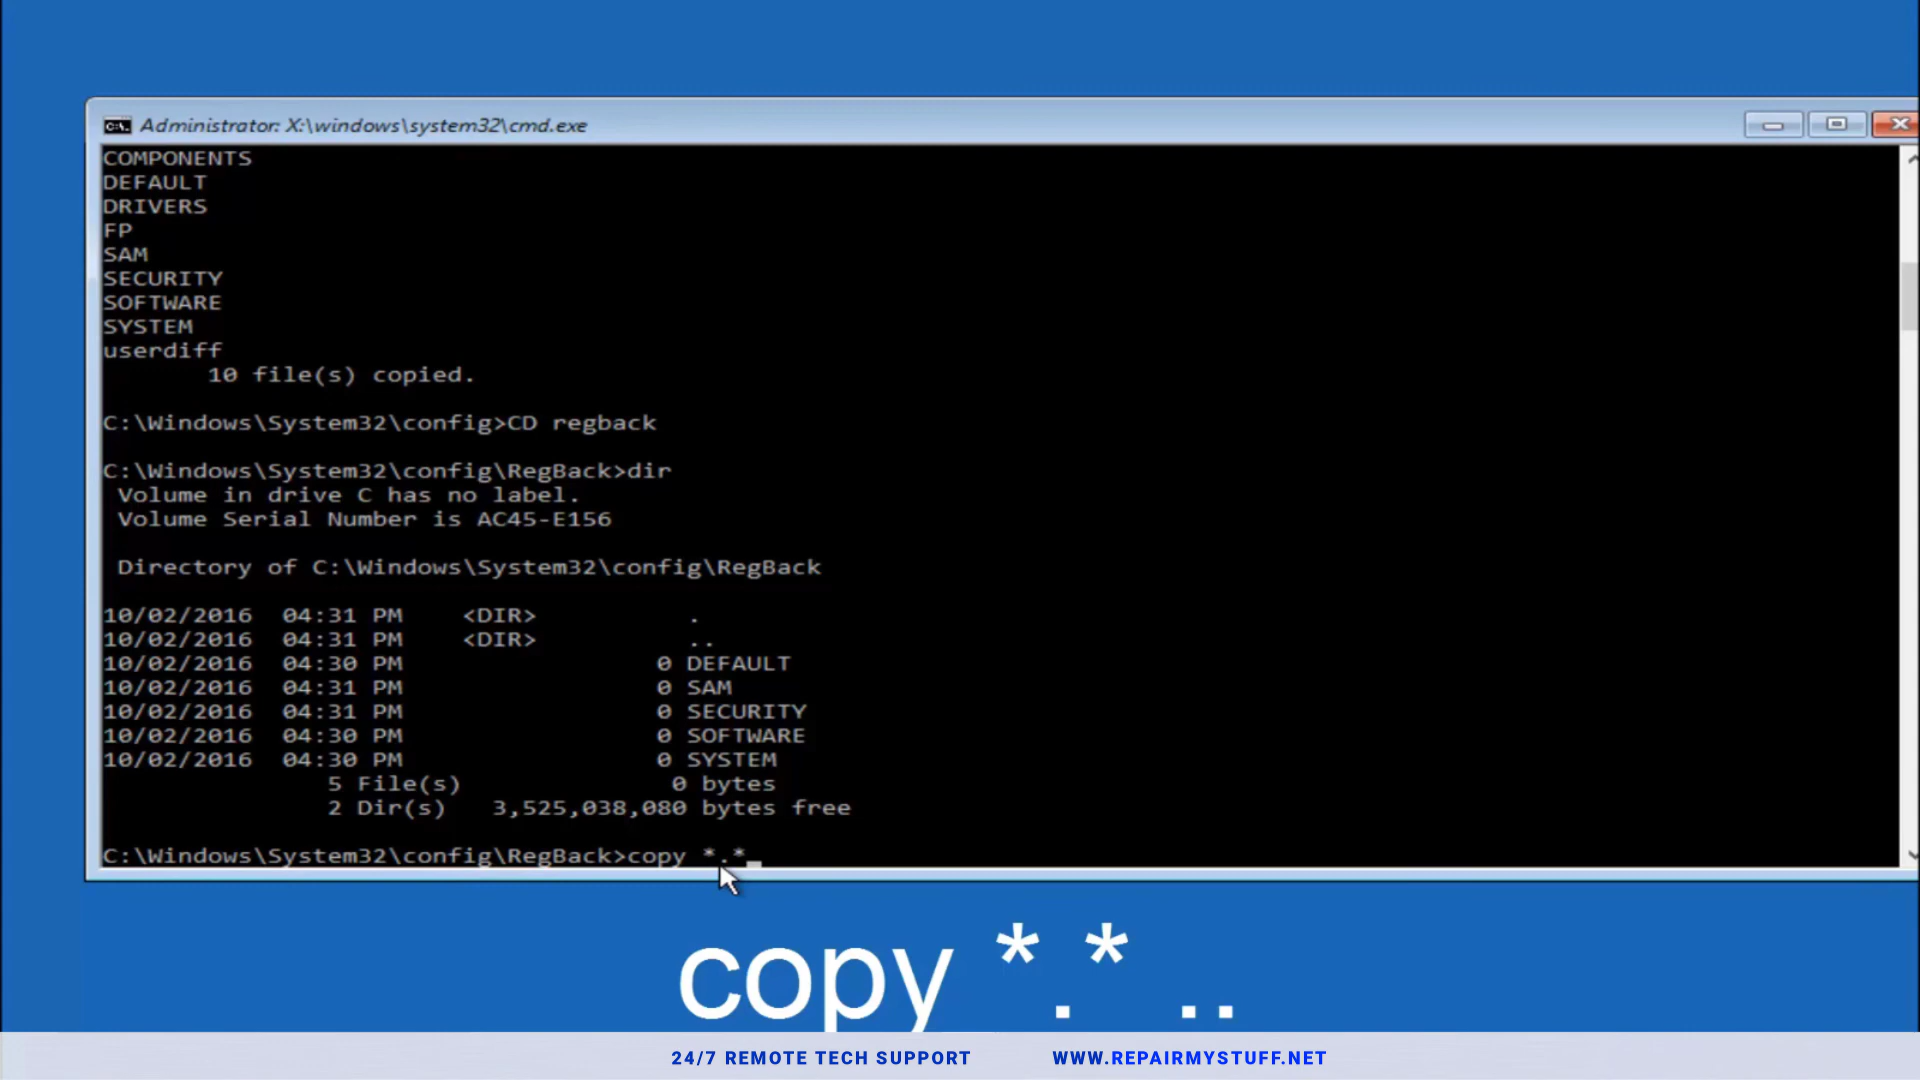 Administrator: X:\windows\system32\cmd.exe
COMPONENTS
DEFAULT
DRIVERS
FP
SAM
SECURITY
SOFTWARE
SYSTEM
userdiff
10 file(s) copied.
C:\Windows\System32\config>CD regback
C:\Windows\System32\config\RegBack>dir
Volume in drive C has no label.
Volume Serial Number is AC45-E156
Directory of C:\Windows\System32\config\RegBack
10/02/2016 04:31 PM <DIR> .
10/02/2016 04:31 PM <DIR> ..
10/02/2016 04:30 PM 0 DEFAULT
10/02/2016 04:31 PM 0 SAM
10/02/2016 04:31 PM 0 SECURITY
10/02/2016 04:30 PM 0 SOFTWARE
10/02/2016 04:30 PM 0 SYSTEM
5 File(s) 0 bytes
2 Dir(s) 3,525,038,080 bytes free
C:\Windows\System32\config\RegBack>copy *.*_
copy *.* ..
24/7 REMOTE TECH SUPPORT WWW.REPAIRMYSTUFF.NET